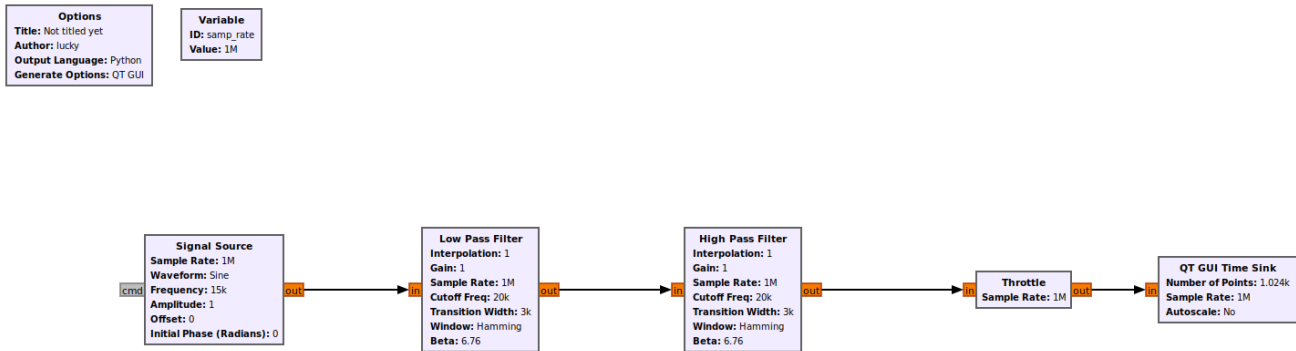 Options
Title: Not titled yet
Author: lucky
Output Language: Python
Generate Options: QT GUI
Variable
ID: samp_rate
Value: 1M
Signal Source
Sample Rate: 1M
Waveform: Sine
Frequency: 15k
Amplitude: 1
Offset: 0
Initial Phase (Radians): 0
cmd
out
Low Pass Filter
Interpolation: 1
Gain: 1
Sample Rate: 1M
Cutoff Freq: 20k
Transition Width: 3k
Window: Hamming
Beta: 6.76
in
out
High Pass Filter
Interpolation: 1
Gain: 1
Sample Rate: 1M
Cutoff Freq: 20k
Transition Width: 3k
Window: Hamming
Beta: 6.76
in
out
Throttle
Sample Rate: 1M
in
out
QT GUI Time Sink
Number of Points: 1.024k
Sample Rate: 1M
Autoscale: No
in